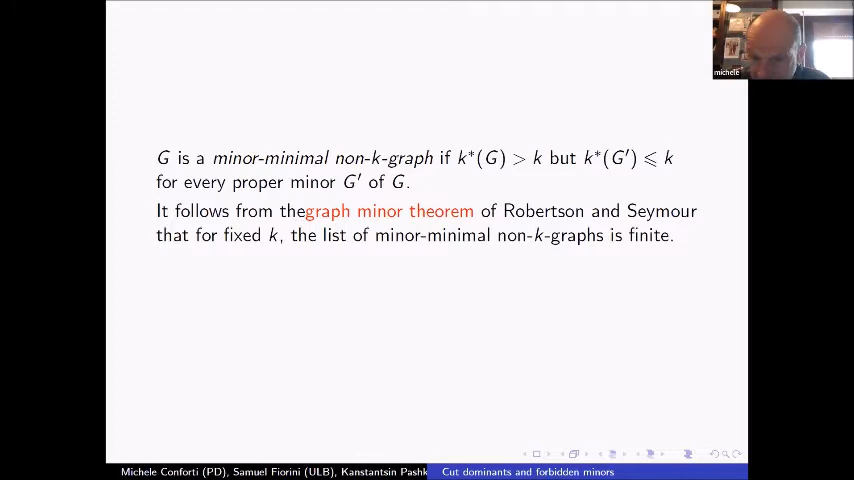 michele
G is a minor-minimal non-k-graph if k*(G) > k but k*(G′) ⩽ k
for every proper minor G′ of G.
It follows from thegraph minor theorem of Robertson and Seymour
that for fixed k, the list of minor-minimal non-k-graphs is finite.
Michele Conforti (PD), Samuel Fiorini (ULB), Kanstantsin Pashk
Cut dominants and forbidden minors